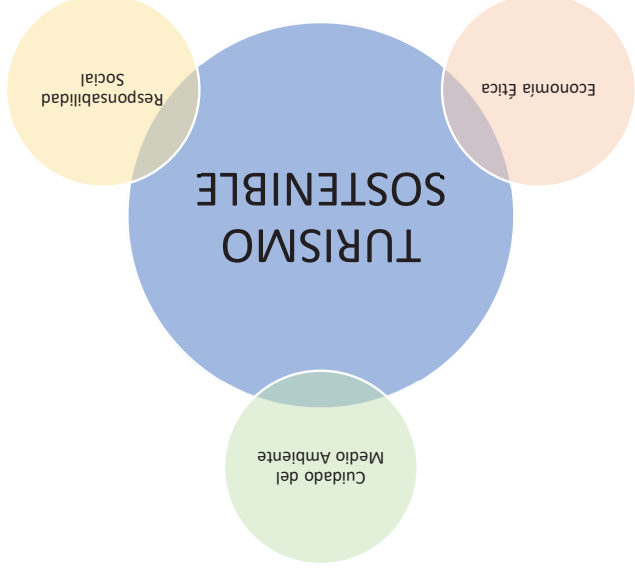 Cuidado del
Medio Ambiente
TURISMO
SOSTENIBLE
Economía Ética
Responsabilidad
Social